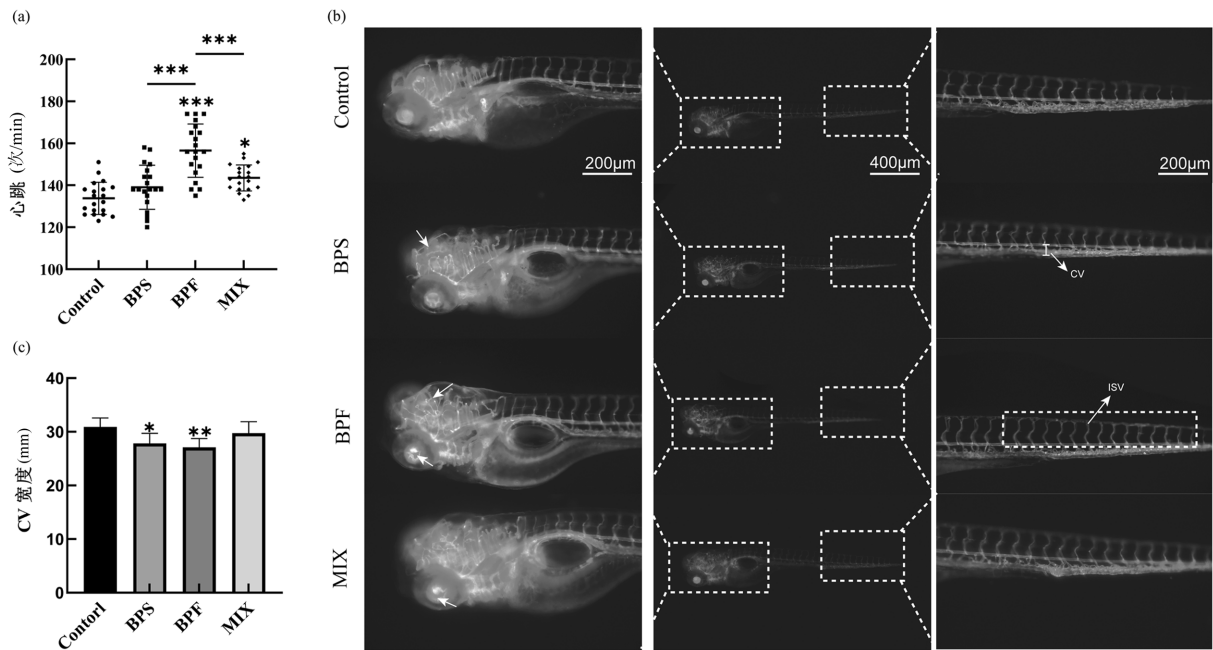 (a)
***
***
***
*
200
180
160
140
120
100
心跳 (次/min)
Control
BPS
BPF
MIX
(b)
Control
BPS
BPF
MIX
200μm
400μm
200μm
CV
ISV
(c)
40
30
20
10
0
CV 宽度 (mm)
*
**
Contorl
BPS
BPF
MIX